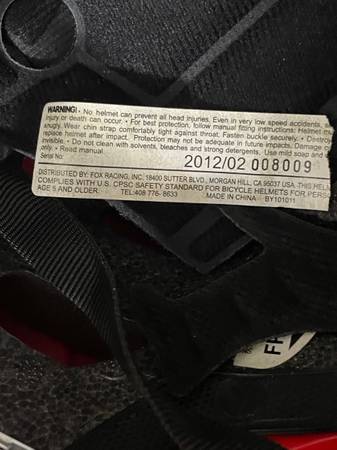 WARNING!• No helmet can prevent all head injuries. Even in very low speed accidents,
injury or death can occur. • For best protection, follow manual fitting instructions: Helmet mu
snugly. Wear chin strap comfortably tight against throat. Fasten buckle securely. • Destroy
replace helmet after impact. Protection may not be adequate in future impacts. Damage
invisible. • Do not clean with solvents, bleaches and strong detergents. Use mild soap and
only. • Read manual.
Serial No.
2012/02 008009
DISTRIBUTED BY: FOX RACING, INC. 18400 SUTTER BLVD., MORGAN HILL, CA 95037 USA. THIS HELM
COMPLIES WITH U.S. CPSC SAFETY STANDARD FOR BICYCLE HELMETS FOR PERS
AGE 5 AND OLDER. TEL:408 776- 8633 MADE IN CHINA BY101011